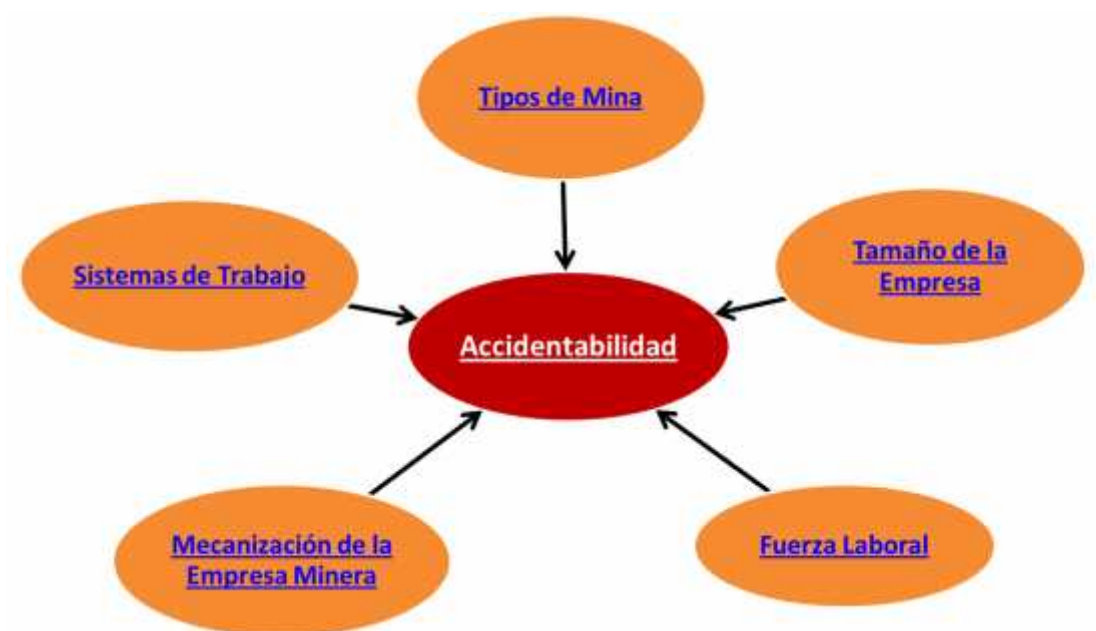 Tipos de Mina
Sistemas de Trabajo
Tamaño de la
Empresa
Accidentabilidad
Mecanización de la
Empresa Minera
Fuerza Laboral